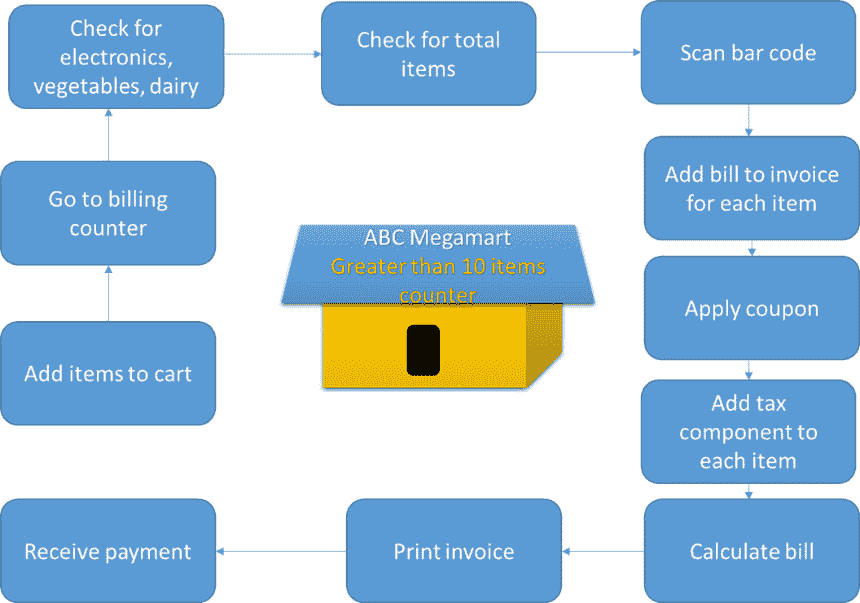 Check for
electronics,
vegetables, dairy
Check for total
items
Scan bar code
Go to billing
counter
Add bill to invoice
for each item
ABC Megamart
Greater than 10 items
counter
Apply coupon
Add items to cart
Add tax
component to
each item
Receive payment
Print invoice
Calculate bill